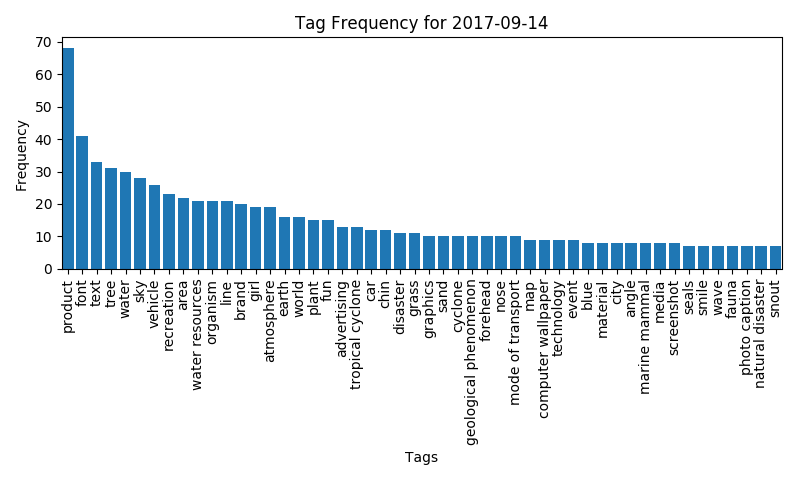 Tag Frequency for 2017-09-14
Frequency
70
60
50
40
30
20
10
0
product
font
text
tree
water
sky
vehicle
recreation
area
water resources
organism
line
brand
girl
atmosphere
earth
world
plant
fun
advertising
tropical cyclone
car
chin
disaster
grass
graphics
sand
cyclone
geological phenomenon
forehead
nose
mode of transport
map
computer wallpaper
technology
event
blue
material
city
angle
marine mammal
media
screenshot
seals
smile
wave
fauna
photo caption
natural disaster
snout
Tags